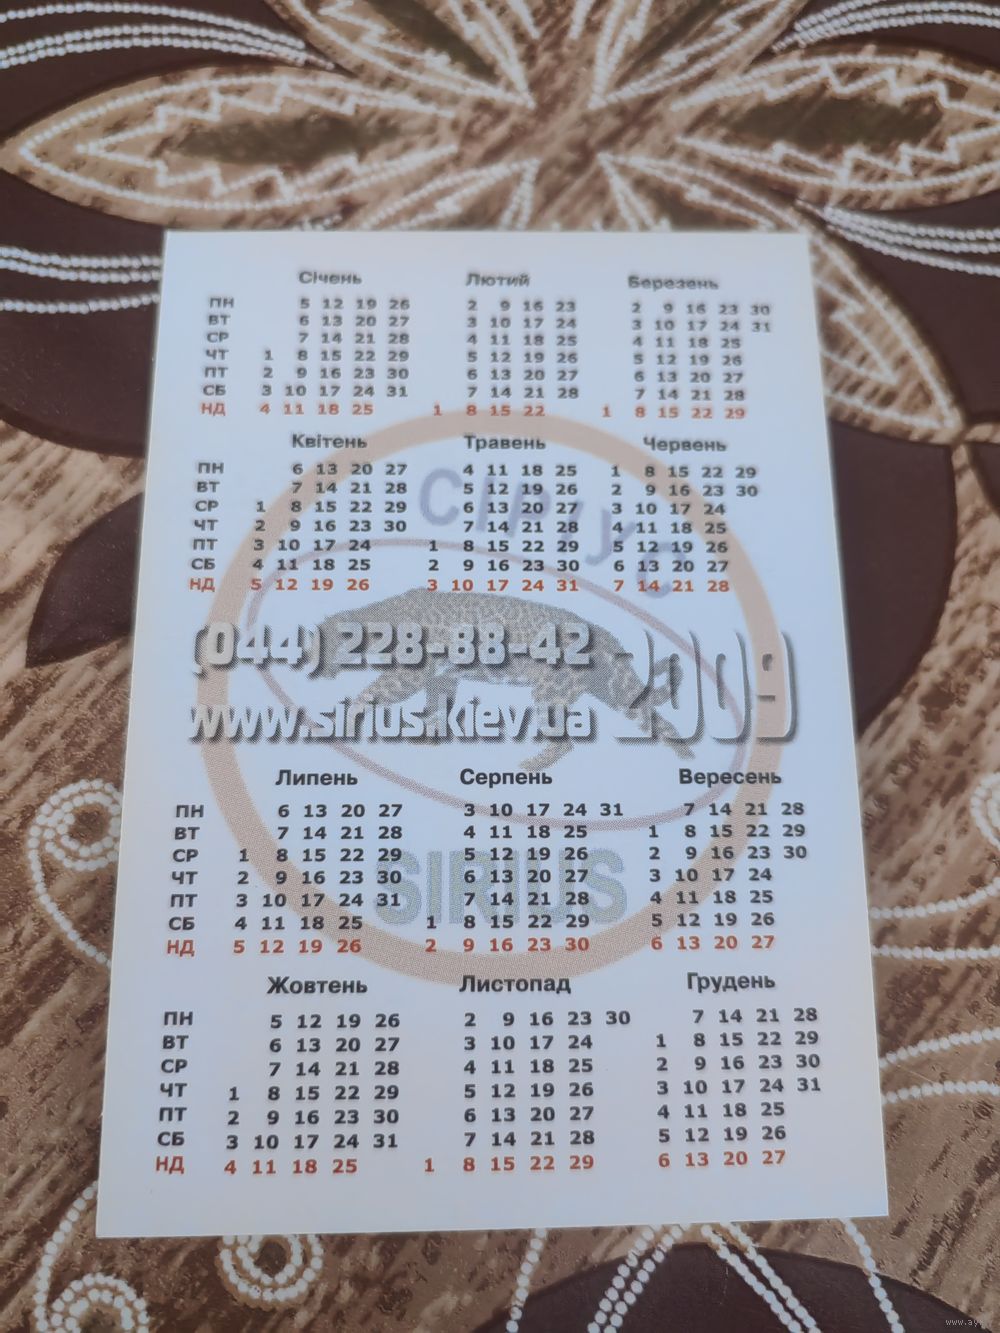 Січень Лютий Березень
ПН 5 12 19 26 2 9 16 23 2 9 16 23 30
ВТ 6 13 20 27 3 10 17 24 3 10 17 24 31
СР 7 14 21 28 4 11 18 25 4 11 18 25
ЧТ 1 8 15 22 29 5 12 19 26 5 12 19 26
ПТ 2 9 16 23 30 6 13 20 27 6 13 20 27
СБ 3 10 17 24 31 7 14 21 28 7 14 21 28
НД 4 11 18 25 1 8 15 22 1 8 15 22 29
Квітень Травень Червень
ПН 6 13 20 27 4 11 18 25 1 8 15 22 29
ВТ 7 14 21 28 5 12 19 26 2 9 16 23 30
СР 1 8 15 22 29 6 13 20 27 3 10 17 24
ЧТ 2 9 16 23 30 7 14 21 28 4 11 18 25
ПТ 3 10 17 24 1 8 15 22 29 5 12 19 26
СБ 4 11 18 25 2 9 16 23 30 6 13 20 27
НД 5 12 19 26 3 10 17 24 31 7 14 21 28
СІРІУС
(044) 228-88-42 2009
www.sirius.kiev.ua
Липень Серпень Вересень
ПН 6 13 20 27 3 10 17 24 31 7 14 21 28
ВТ 7 14 21 28 4 11 18 25 1 8 15 22 29
СР 1 8 15 22 29 5 12 19 26 2 9 16 23 30
ЧТ 2 9 16 23 30 6 13 20 27 3 10 17 24
ПТ 3 10 17 24 31 7 14 21 28 4 11 18 25
СБ 4 11 18 25 1 8 15 22 29 5 12 19 26
НД 5 12 19 26 2 9 16 23 30 6 13 20 27
SIRIUS
Жовтень Листопад Грудень
ПН 5 12 19 26 2 9 16 23 30 7 14 21 28
ВТ 6 13 20 27 3 10 17 24 1 8 15 22 29
СР 7 14 21 28 4 11 18 25 2 9 16 23 30
ЧТ 1 8 15 22 29 5 12 19 26 3 10 17 24 31
ПТ 2 9 16 23 30 6 13 20 27 4 11 18 25
СБ 3 10 17 24 31 7 14 21 28 5 12 19 26
НД 4 11 18 25 1 8 15 22 29 6 13 20 27